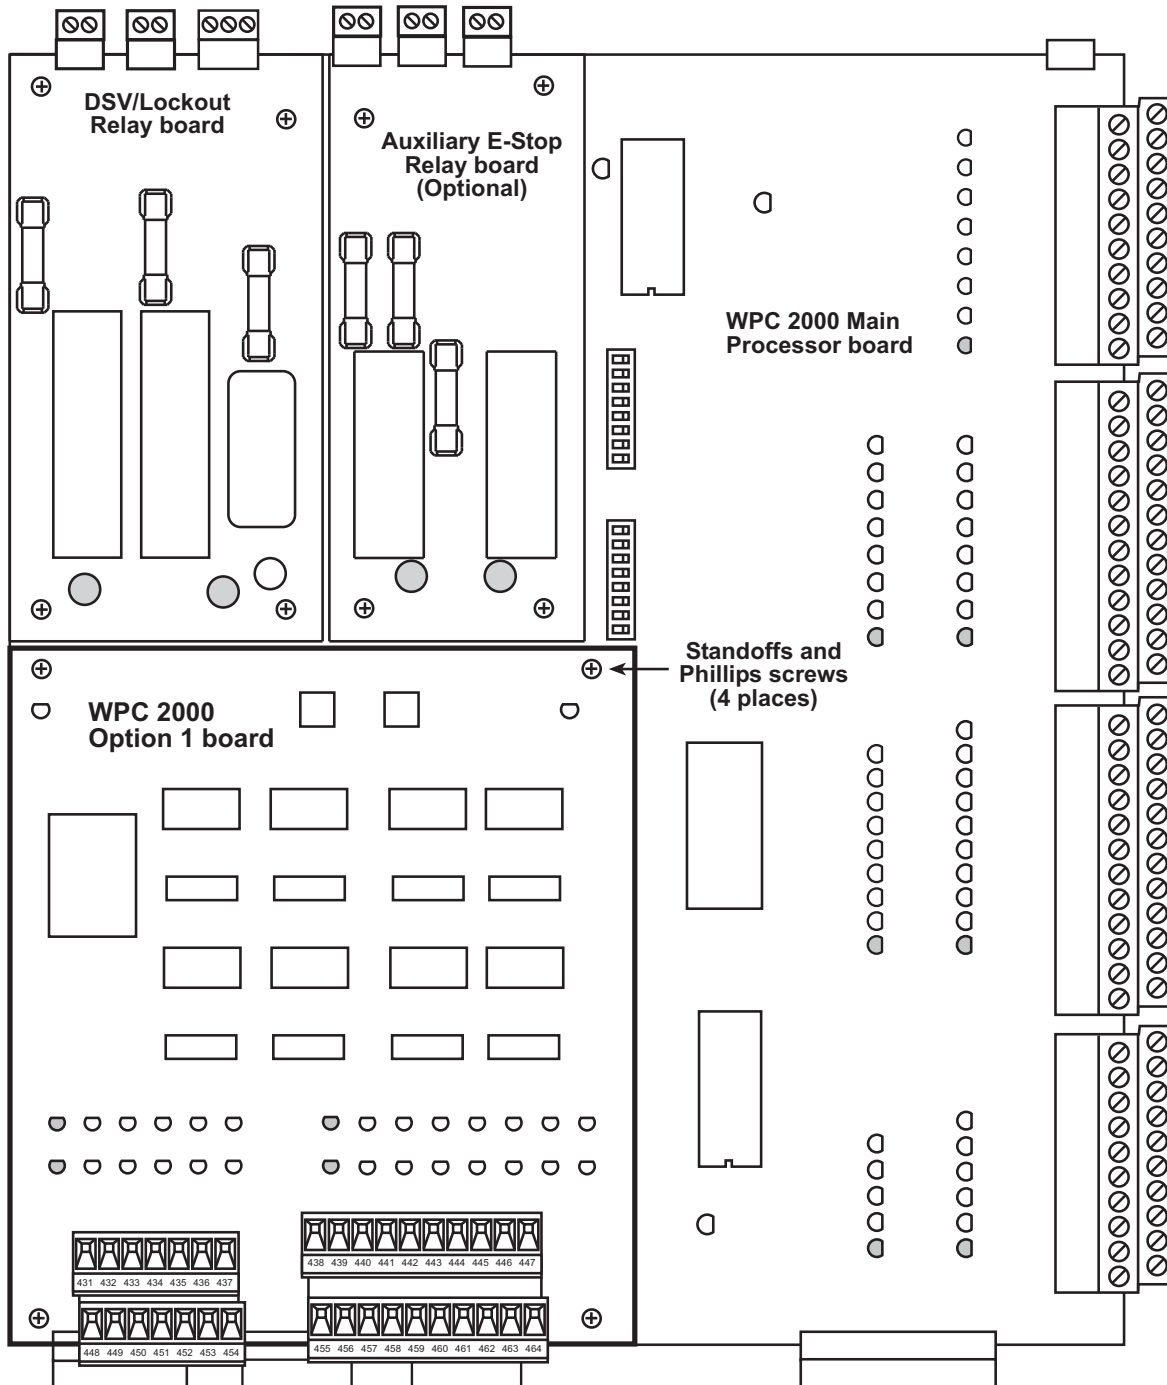 DSV/Lockout
Relay board
Auxiliary E-Stop
Relay board
(Optional)
WPC 2000 Main
Processor board
Standoffs and
Phillips screws
(4 places)
WPC 2000
Option 1 board
438 439 440 441 442 443 444 445 446 447
431 432 433 434 435 436 437
448 449 450 451 452 453 454
455 456 457 458 459 460 461 462 463 464